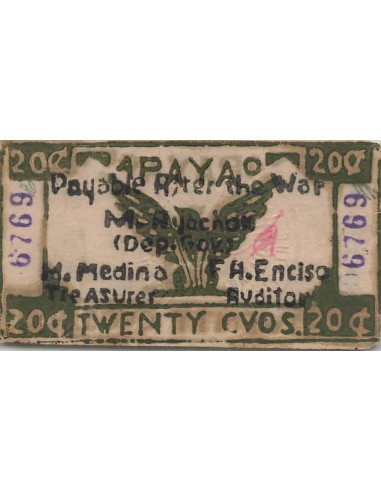 20¢ APAYAO 20¢
Payable After the War
M. Ayochok
(Dep. Gov)
M. Medina F A. Enciso
Treasurer Auditor
6769 6769
20¢ TWENTY CVOS. 20¢